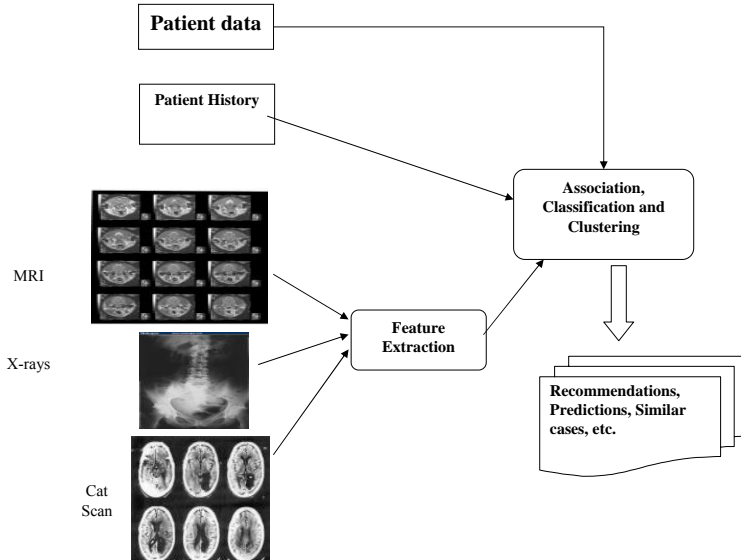 Patient data
Patient History
Association,
Classification and
Clustering
MRI
Feature
Extraction
X-rays
Recommendations,
Predictions, Similar
cases, etc.
Cat
Scan